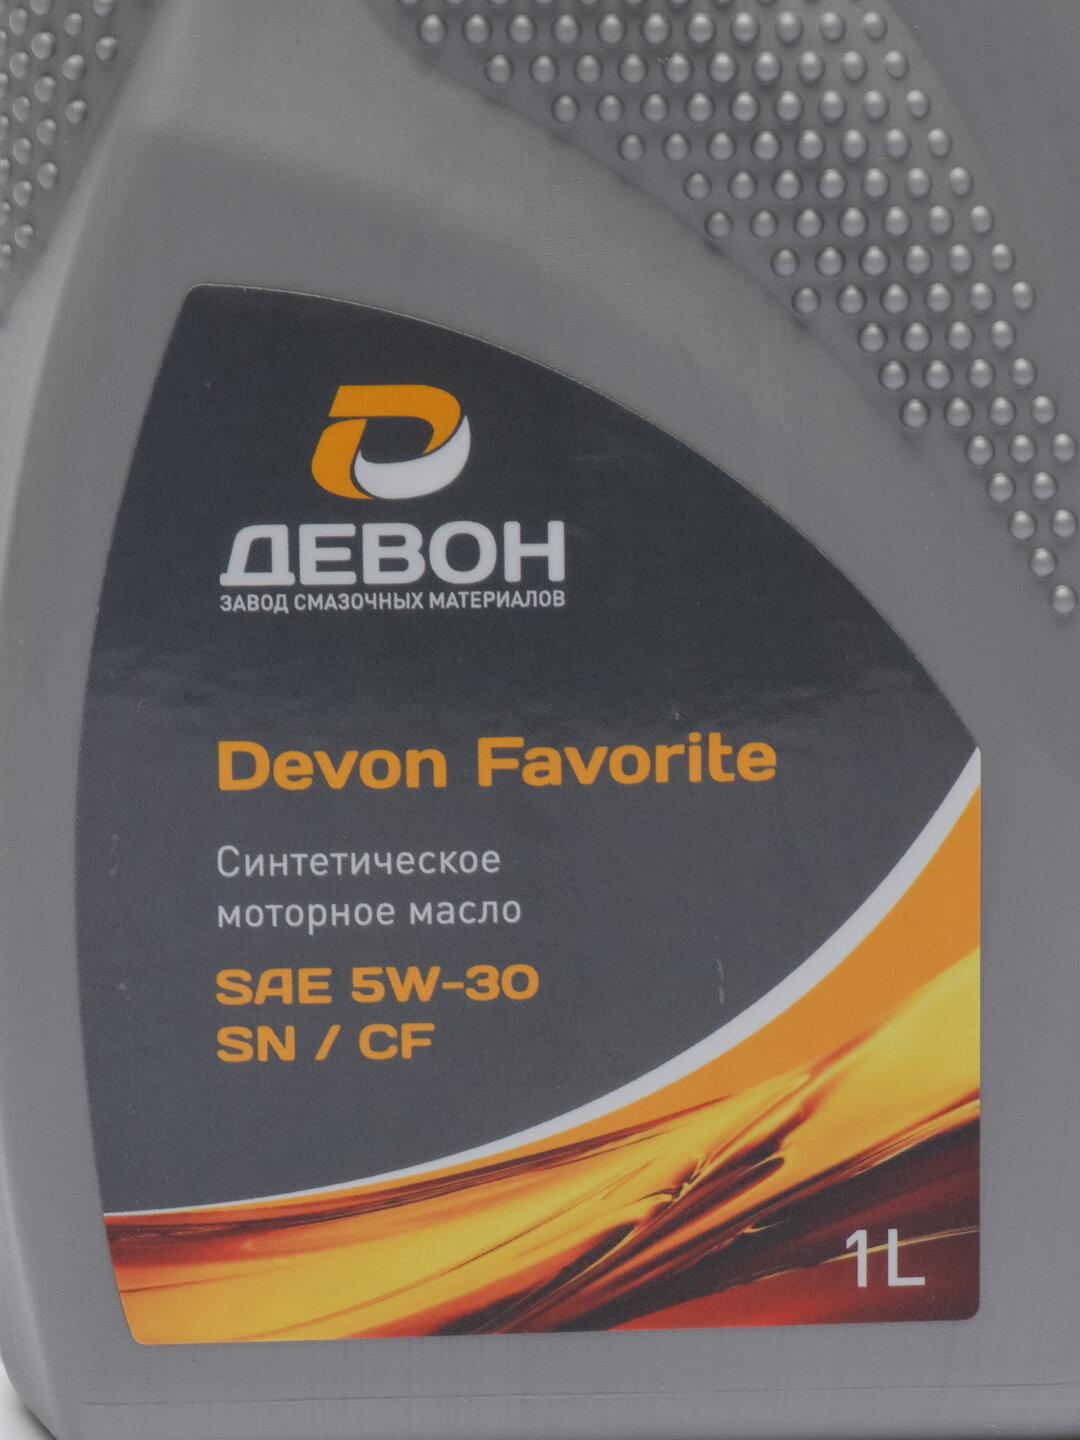 ДЕВОН
ЗАВОД СМАЗОЧНЫХ МАТЕРИАЛОВ
Devon Favorite
Синтетическое
моторное масло
SAE 5W-30
SN / CF
1L